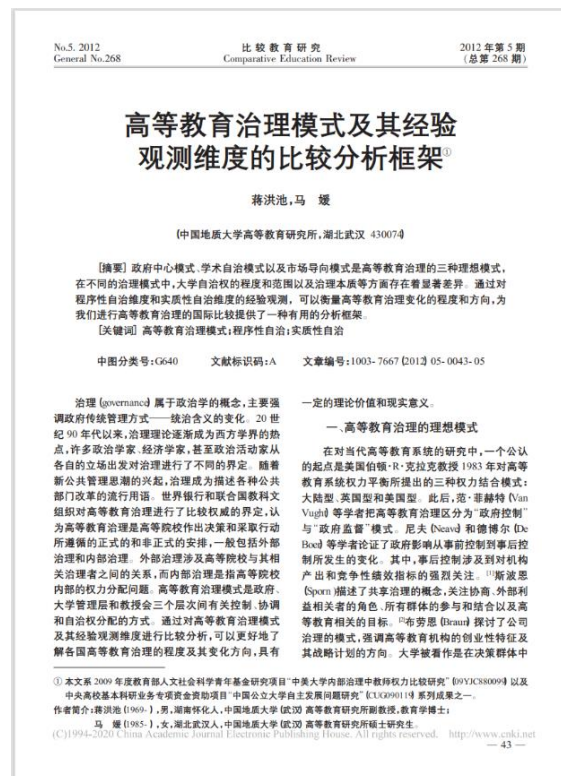 No.5. 2012
General No.268
比较教育研究
Comparative Education Review
2012 年第 5 期
(总第 268 期)
高等教育治理模式及其经验
观测维度的比较分析框架①
蒋洪池,马　媛
(中国地质大学高等教育研究所,湖北武汉 430074)
[摘要] 政府中心模式、学术自治模式以及市场导向模式是高等教育治理的三种理想模式,
在不同的治理模式中,大学自治权的程度和范围以及治理本质等方面存在着显著差异。通过对
程序性自治维度和实质性自治维度的经验观测,可以衡量高等教育治理变化的程度和方向,为
我们进行高等教育治理的国际比较提供了一种有用的分析框架。
[关键词] 高等教育治理模式;程序性自治;实质性自治
中图分类号:G640　文献标识码:A　文章编号:1003-7667(2012)05-0043-05
治理 (governance) 属于政治学的概念,主要强
调政府传统管理方式——统治含义的变化。20 世
纪 90 年代以来,治理理论逐渐成为西方学界的热
点,许多政治学家、经济学家,甚至政治活动家从
各自的立场出发对治理进行了不同的界定。随着
新公共管理思潮的兴起,治理成为描述各种公共
部门改革的流行用语。世界银行和联合国教科文
组织对高等教育治理进行了比较权威的界定,认
为高等教育治理是高等院校作出决策和采取行动
所遵循的正式的和非正式的安排,一般包括外部
治理和内部治理。外部治理涉及高等院校与其相
关治理者之间的关系,而内部治理是指高等院校
内部的权力分配问题。高等教育治理模式是政府、
大学管理层和教授会三个层次间有关控制、协调
和自治权分配的方式。通过对高等教育治理模式
及其经验观测维度进行比较分析,可以更好地了
解各国高等教育治理的程度及其变化方向,具有
一定的理论价值和现实意义。
一、高等教育治理的理想模式
在对当代高等教育系统的研究中,一个公认
的起点是美国伯顿·R·克拉克教授 1983 年对高等
教育系统权力平衡所提出的三种权力结合模式:
大陆型、英国型和美国型。此后,范·菲赫特 (Van
Vught) 等学者把高等教育治理区分为“政府控制”
与“政府监督”模式。尼夫 (Neave) 和德博尔 (De
Boer) 等学者论证了政府影响从事前控制到事后控
制所发生的变化。其中,事后控制涉及到对机构产
出和竞争性绩效指标的强烈关注。[1]斯波恩
(Sporn) 描述了共享治理的概念,关注协商、外部利
益相关者的角色、所有群体的参与和结合以及高
等教育相关的目标。[2]布劳恩 (Braun) 探讨了公司
治理的模式,强调高等教育机构的创业性特征及
其战略计划的方向。大学被看作是在决策群体中
① 本文系 2009 年度教育部人文社会科学青年基金研究项目“中美大学内部治理中教师权力比较研究”(09YJC880099) 以及
中央高校基本科研业务专项资金资助项目“中国公立大学自主发展问题研究”(CUG090119) 系列成果之一。
作者简介:蒋洪池(1969-),男,湖南怀化人,中国地质大学(武汉)高等教育研究所副教授,教育学博士;
马　媛(1985-),女,湖北武汉人,中国地质大学(武汉)高等教育研究所硕士研究生。
(C)1994-2020 China Academic Journal Electronic Publishing House. All rights reserved. http://www.cnki.net
— 43 —